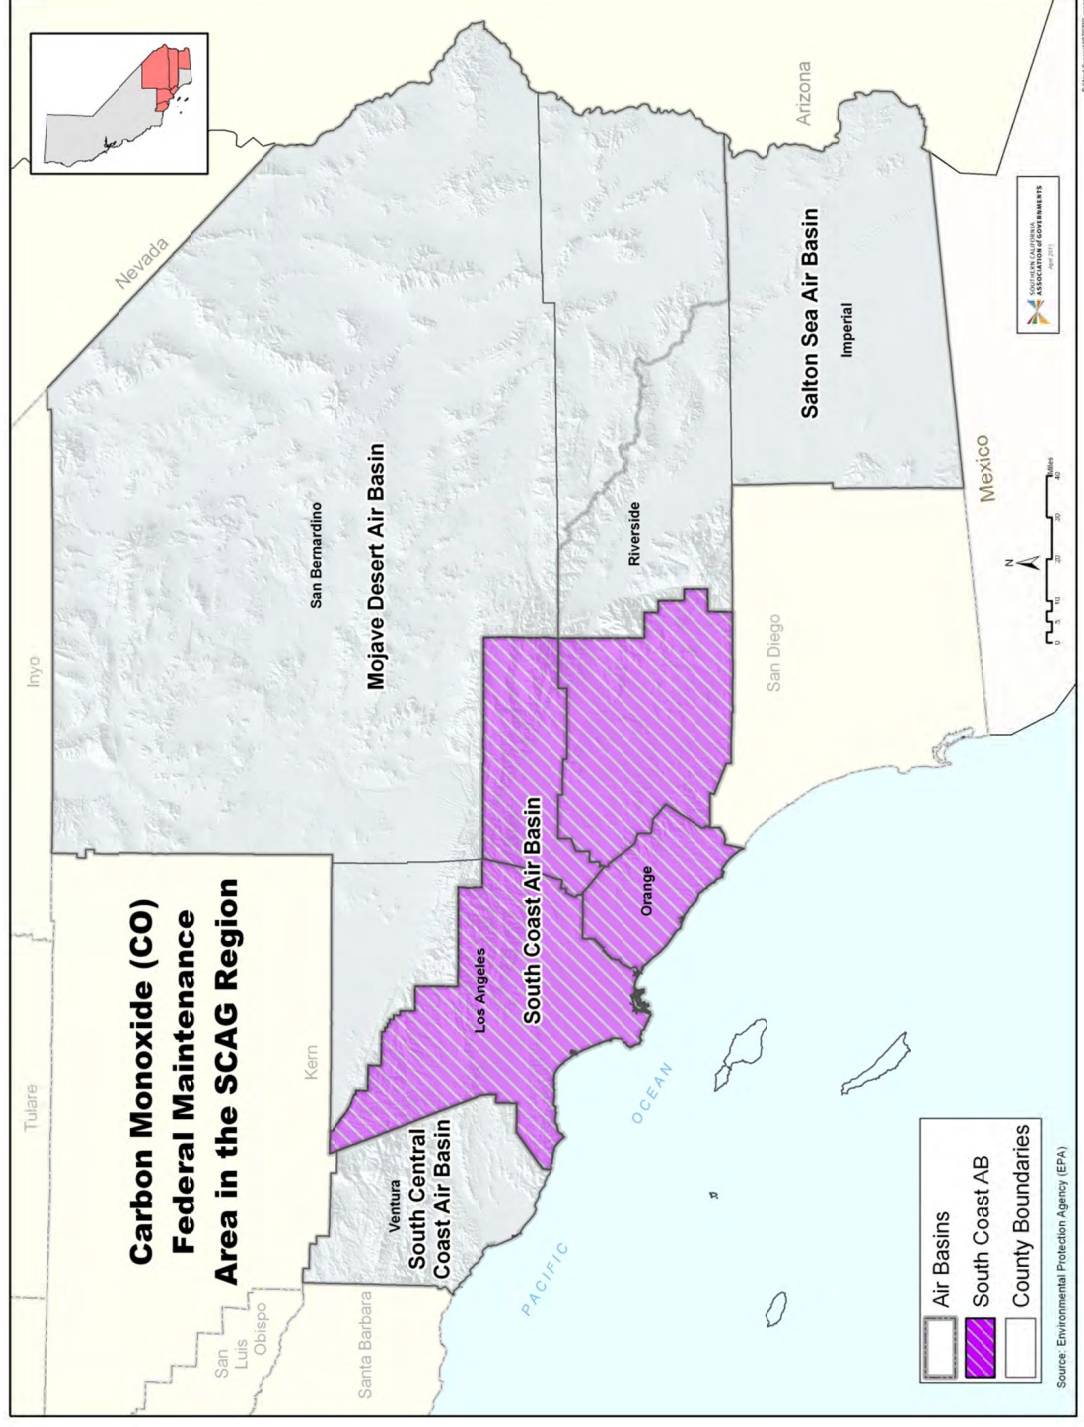 Carbon Monoxide (CO)
Federal Maintenance
Area in the SCAG Region
Tulare
Inyo
Nevada
San
Luis
Obispo
Kern
Santa Barbara
San Bernardino
Mojave Desert Air Basin
Ventura
South Central
Coast Air Basin
Los Angeles
South Coast Air Basin
Orange
Riverside
Arizona
Salton Sea Air Basin
Imperial
San Diego
Mexico
PACIFIC
OCEAN
Air Basins
South Coast AB
County Boundaries
Source: Environmental Protection Agency (EPA)
N
0 5 10 20 30 40
Miles
SOUTHERN CALIFORNIA
ASSOCIATION of GOVERNMENTS
April 2011